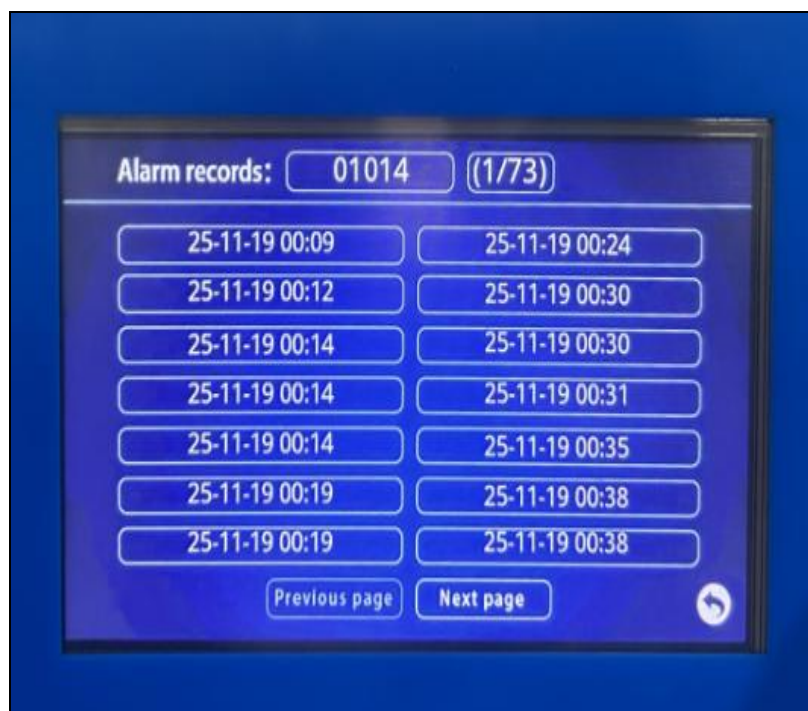 Alarm records: 01014 (1/73)
25-11-19 00:09 25-11-19 00:24
25-11-19 00:12 25-11-19 00:30
25-11-19 00:14 25-11-19 00:30
25-11-19 00:14 25-11-19 00:31
25-11-19 00:14 25-11-19 00:35
25-11-19 00:19 25-11-19 00:38
25-11-19 00:19 25-11-19 00:38
Previous page Next page